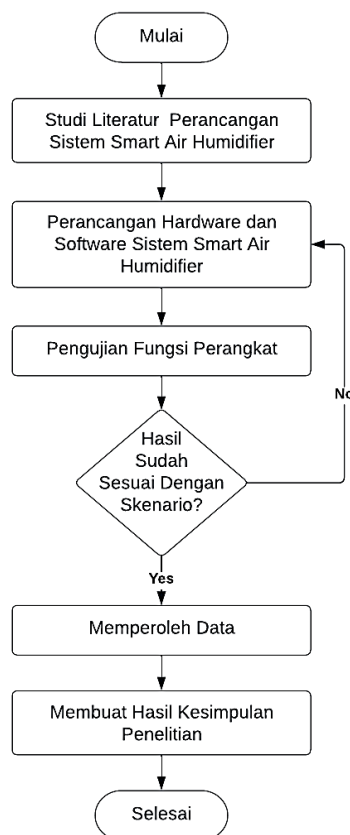 Mulai
Studi Literatur Perancangan
Sistem Smart Air Humidifier
Perancangan Hardware dan
Software Sistem Smart Air
Humidifier
Pengujian Fungsi Perangkat
Hasil
Sudah
Sesuai Dengan
Skenario?
No
Yes
Memperoleh Data
Membuat Hasil Kesimpulan
Penelitian
Selesai